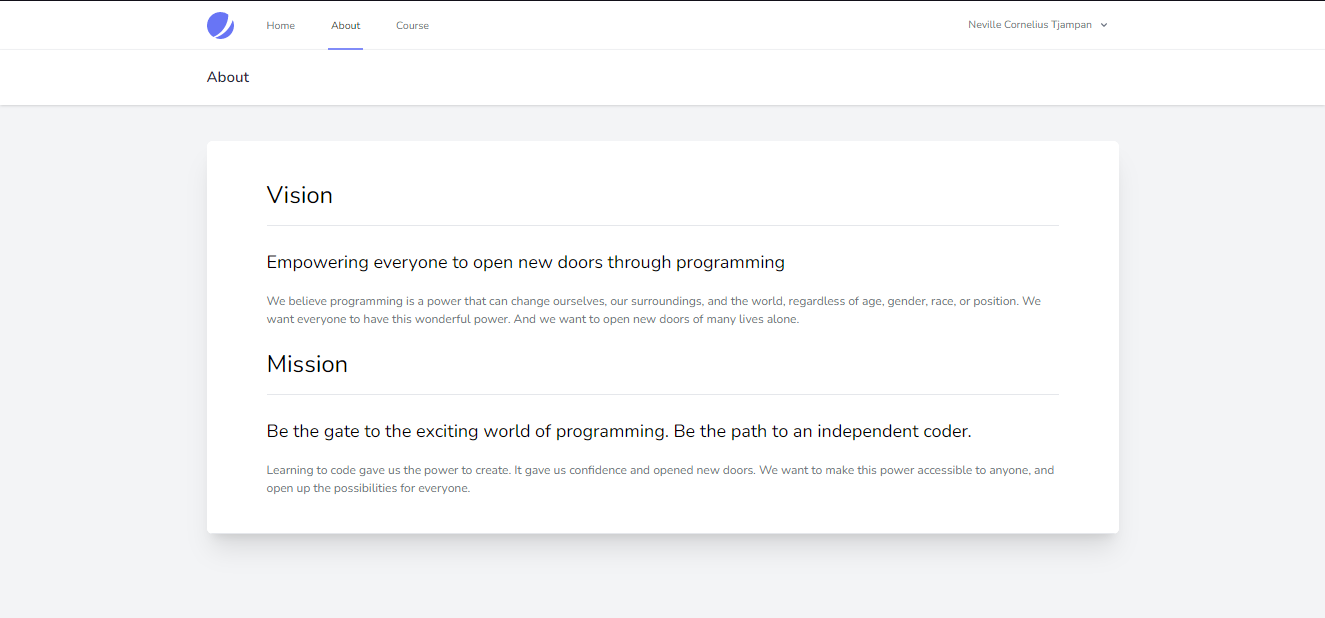 Home About Course Neville Cornelius Tjampan
About
Vision
Empowering everyone to open new doors through programming
We believe programming is a power that can change ourselves, our surroundings, and the world, regardless of age, gender, race, or position. We
want everyone to have this wonderful power. And we want to open new doors of many lives alone.
Mission
Be the gate to the exciting world of programming. Be the path to an independent coder.
Learning to code gave us the power to create. It gave us confidence and opened new doors. We want to make this power accessible to anyone, and
open up the possibilities for everyone.